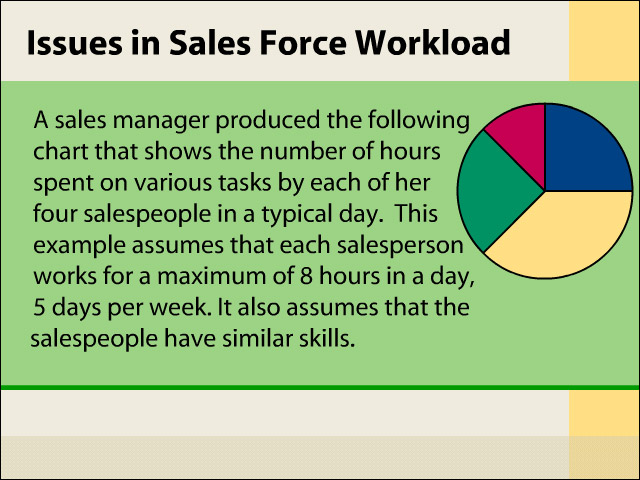 Issues in Sales Force Workload
A sales manager produced the following
chart that shows the number of hours
spent on various tasks by each of her
four salespeople in a typical day.  This
example assumes that each salesperson
works for a maximum of 8 hours in a day,
5 days per week. It also assumes that the
salespeople have similar skills.